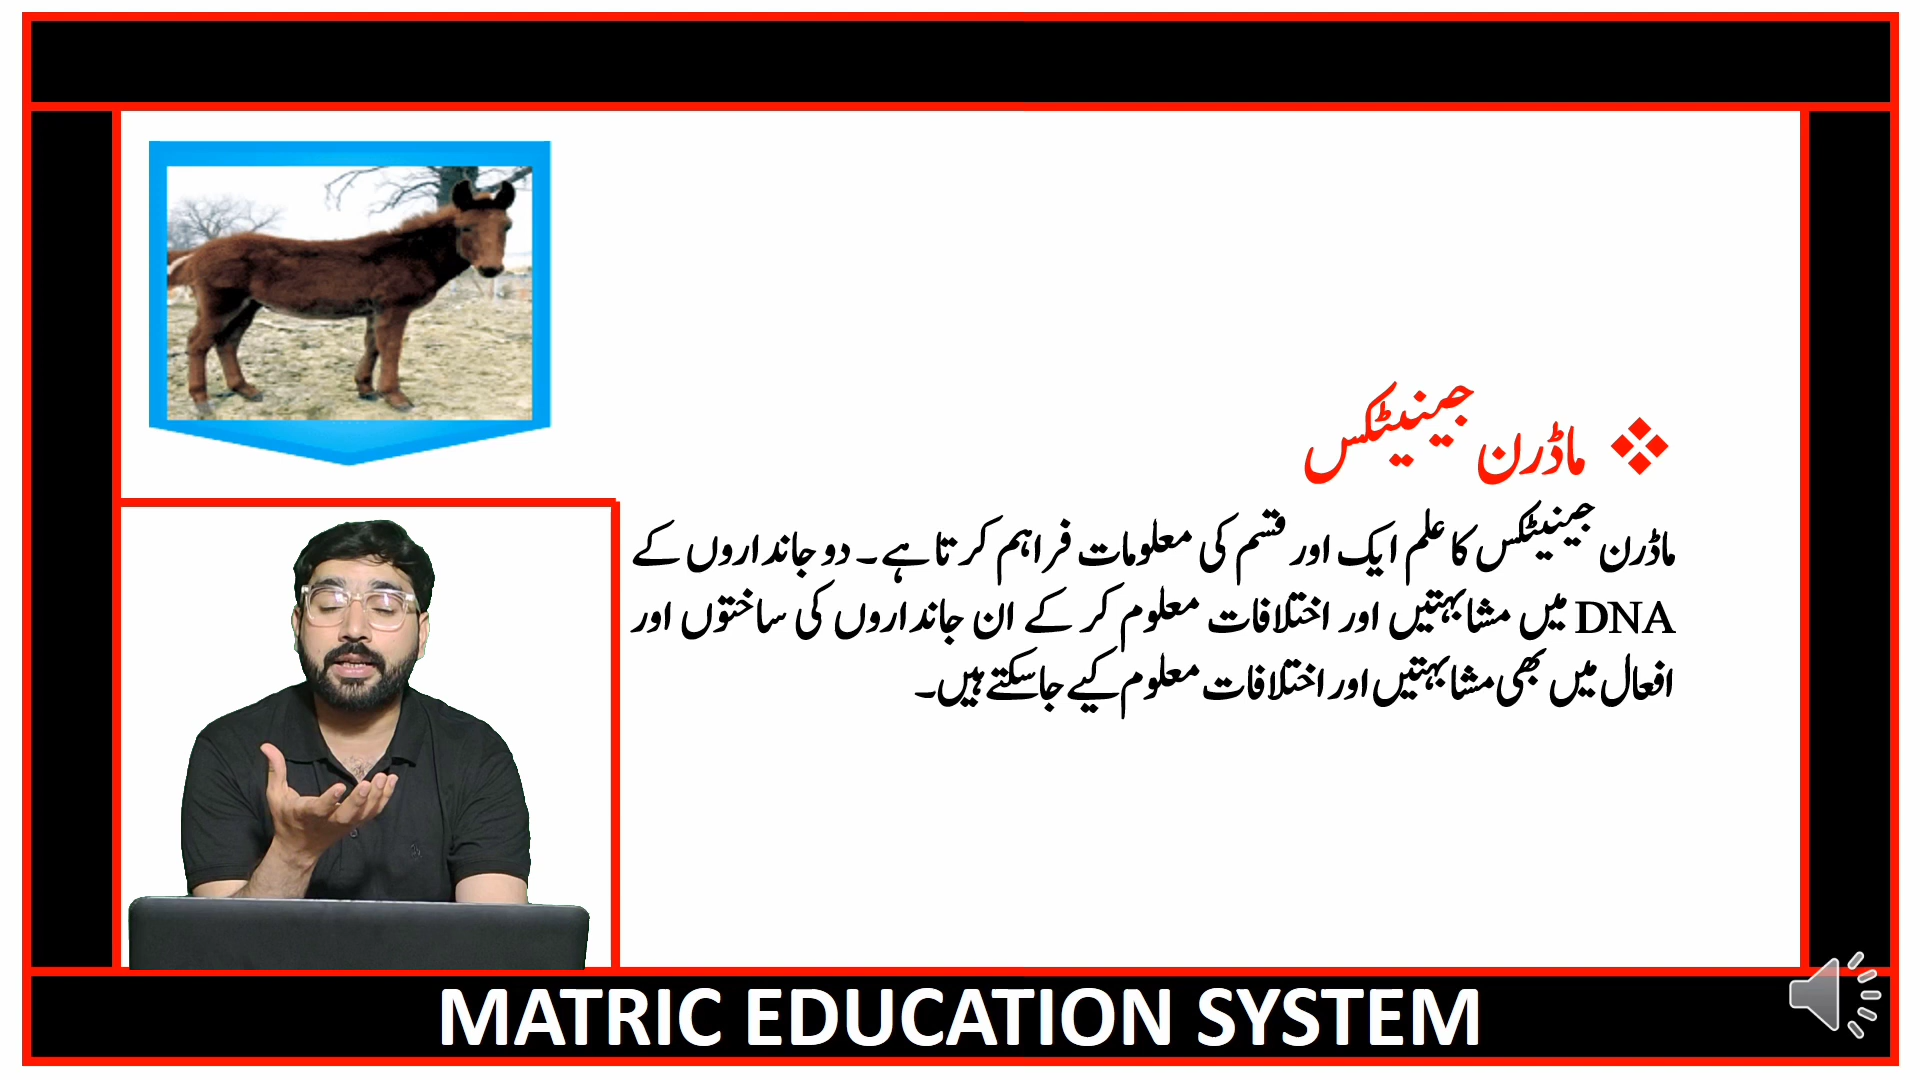 ماڈرن جینیٹکس
ماڈرن جینیٹکس کا علم ایک اور قسم کی معلومات فراہم کرتا ہے۔ دو جانداروں کے
DNA میں مشابہتیں اور اختلافات معلوم کر کے ان جانداروں کی ساختوں اور
افعال میں بھی مشابہتیں اور اختلافات معلوم کیے جاسکتے ہیں۔
MATRIC EDUCATION SYSTEM